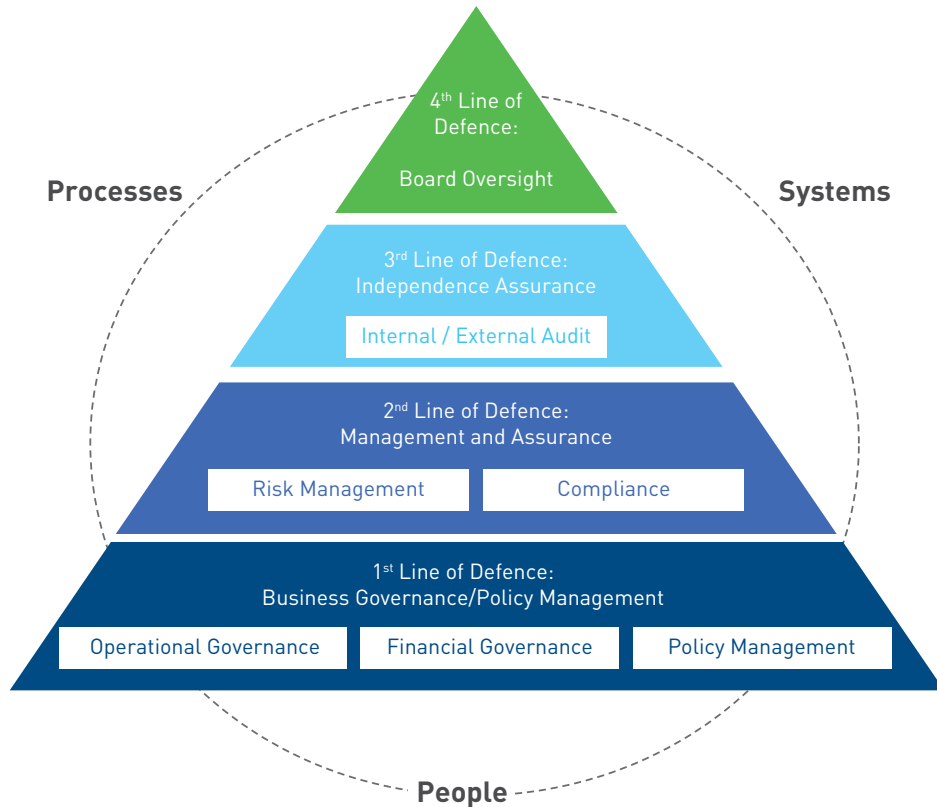 4th Line of
Defence:
Board Oversight
Processes
Systems
3rd Line of Defence:
Independence Assurance
Internal / External Audit
2nd Line of Defence:
Management and Assurance
Risk Management
Compliance
1st Line of Defence:
Business Governance/Policy Management
Operational Governance
Financial Governance
Policy Management
People